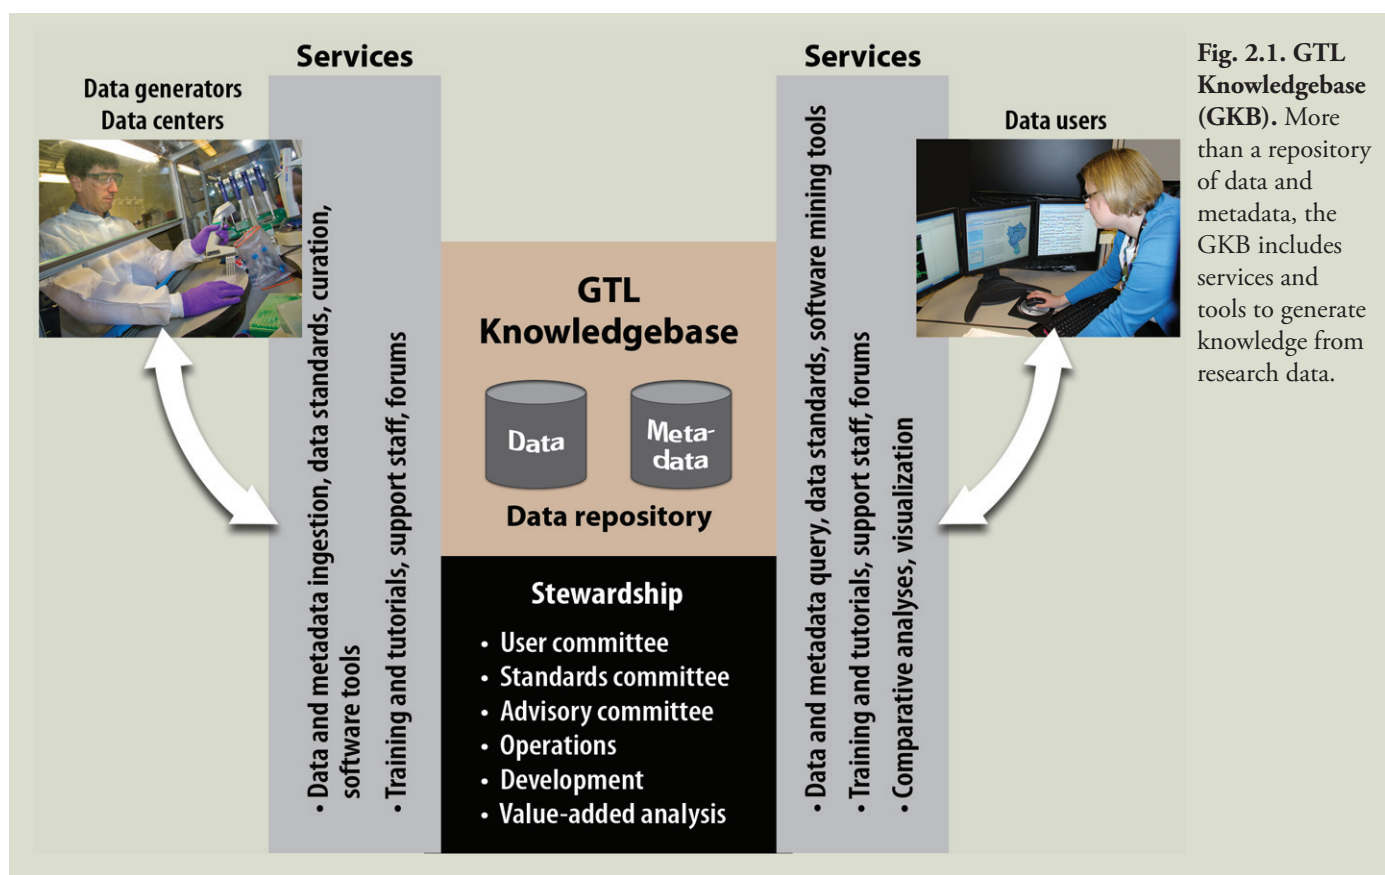 Services
Data generators
Data centers
• Data and metadata ingestion, data standards, curation,
software tools
• Training and tutorials, support staff, forums
GTL
Knowledgebase
Data
Meta-
data
Data repository
Stewardship
• User committee
• Standards committee
• Advisory committee
• Operations
• Development
• Value-added analysis
Services
• Data and metadata query, data standards, software mining tools
• Training and tutorials, support staff, forums
• Comparative analyses, visualization
Data users
Fig. 2.1. GTL
Knowledgebase
(GKB). More
than a repository
of data and
metadata, the
GKB includes
services and
tools to generate
knowledge from
research data.